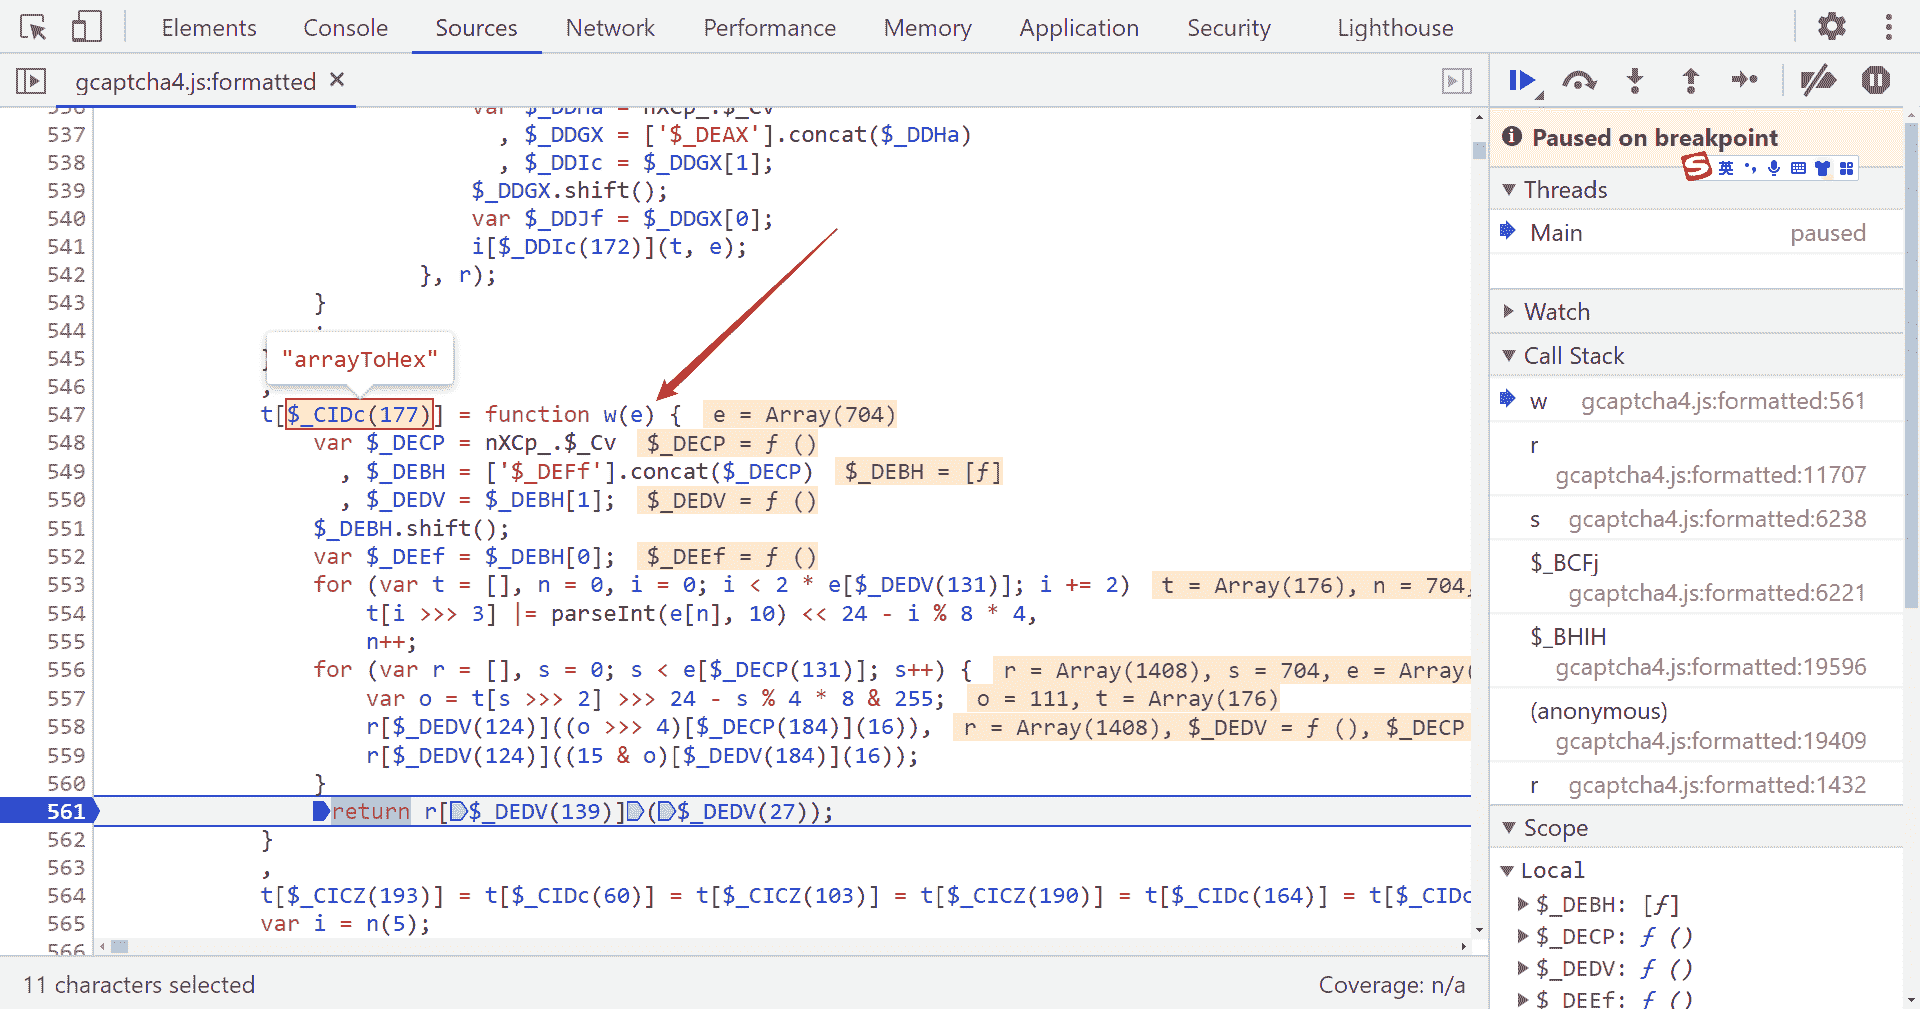 Elements Console Sources Network Performance Memory Application Security Lighthouse
gcaptcha4.js:formatted ×
536 var $_DDHa = nXCp_.$_Cv
537 , $_DDGX = ['$_DEAX'].concat($_DDHa)
538 , $_DDIc = $_DDGX[1];
539 $_DDGX.shift();
540 var $_DDJf = $_DDGX[0];
541 i[$_DDIc(172)](t, e);
542 }, r);
543 }
544 ;
"arrayToHex"
545 }
546 ,
547 t[$_CIDc(177)] = function w(e) { e = Array(704)
548 var $_DECP = nXCp_.$_Cv $_DECP = ƒ ()
549 , $_DEBH = ['$_DEFf'].concat($_DECP) $_DEBH = [ƒ]
550 , $_DEDV = $_DEBH[1]; $_DEDV = ƒ ()
551 $_DEBH.shift();
552 var $_DEEf = $_DEBH[0]; $_DEEf = ƒ ()
553 for (var t = [], n = 0, i = 0; i < 2 * e[$_DEDV(131)]; i += 2) t = Array(176), n = 704,
554 t[i >>> 3] |= parseInt(e[n], 10) << 24 - i % 8 * 4,
555 n++;
556 for (var r = [], s = 0; s < e[$_DECP(131)]; s++) { r = Array(1408), s = 704, e = Array(
557 var o = t[s >>> 2] >>> 24 - s % 4 * 8 & 255; o = 111, t = Array(176)
558 r[$_DEDV(124)]((o >>> 4)[$_DECP(184)](16)), r = Array(1408), $_DEDV = ƒ (), $_DECP
559 r[$_DEDV(124)]((15 & o)[$_DEDV(184)](16));
560 }
561 return r[$_DEDV(139)]($_DEDV(27));
562 }
563 ,
564 t[$_CICZ(193)] = t[$_CIDc(60)] = t[$_CICZ(103)] = t[$_CICZ(190)] = t[$_CIDc(164)] = t[$_CIDc
565 var i = n(5);
566
11 characters selected
Coverage: n/a
Paused on breakpoint
英
Threads
Main paused
Watch
Call Stack
w gcaptcha4.js:formatted:561
r
gcaptcha4.js:formatted:11707
s gcaptcha4.js:formatted:6238
$_BCFj
gcaptcha4.js:formatted:6221
$_BHIH
gcaptcha4.js:formatted:19596
(anonymous)
gcaptcha4.js:formatted:19409
r gcaptcha4.js:formatted:1432
Scope
Local
$_DEBH: [ƒ]
$_DECP: ƒ ()
$_DEDV: ƒ ()
$_DEEf: ƒ ()